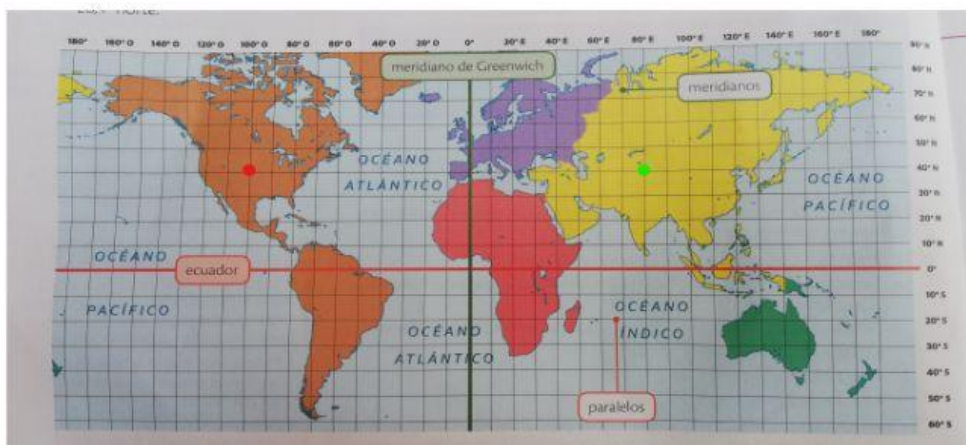 norte.
180° 160° O 140° O 120° O 100° O 80° O 60° O 40° O 20° O 0° 20° E 40° E 60° E 80° E 100° E 120° E 140° E 160° E 180°
90° N
meridiano de Greenwich
80° N
meridianos
70° N
60° N
50° N
OCÉANO
ATLÁNTICO
40° N
OCÉANO
PACÍFICO
30° N
20° N
10° N
OCÉANO
PACÍFICO
ecuador
0°
10° S
OCÉANO
ÍNDICO
20° S
OCÉANO
ATLÁNTICO
30° S
40° S
paralelos
50° S
60° S